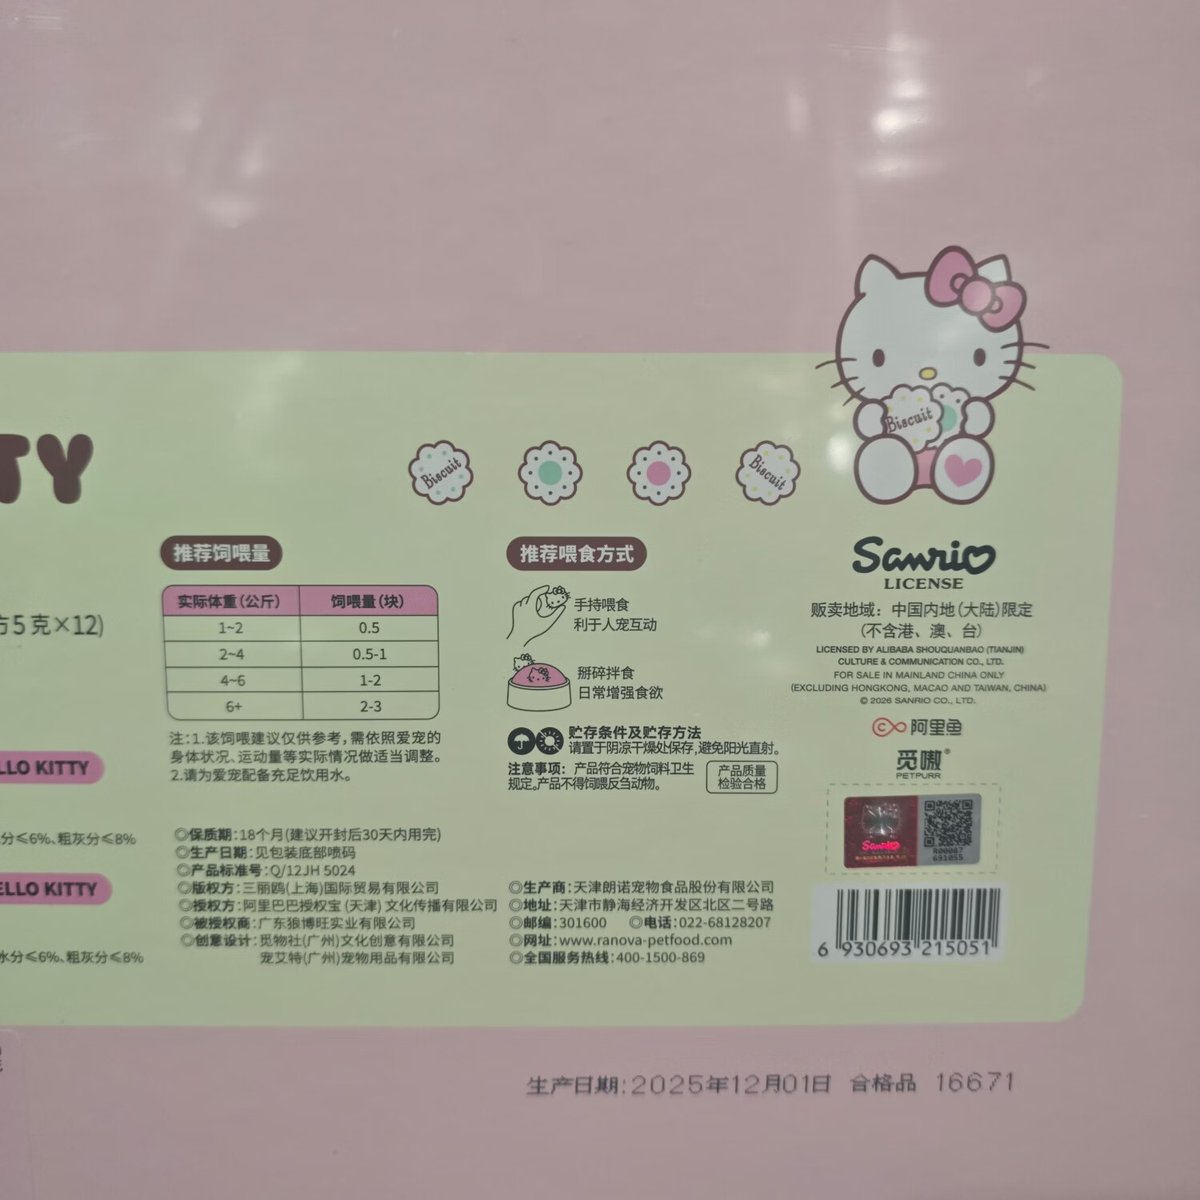 TY
Biscuit
Biscuit
Biscuit
方5克×12)
LLO KITTY
分≤6%、粗灰分≤8%
ELLO KITTY
水分≤6%、粗灰分≤8%
推荐饲喂量
实际体重(公斤) 饲喂量(块)
1~2 0.5
2~4 0.5-1
4~6 1-2
6+ 2-3
注:1.该饲喂建议仅供参考,需依照爱宠的
身体状况、运动量等实际情况做适当调整。
2.请为爱宠配备充足饮用水。
推荐喂食方式
手持喂食
利于人宠互动
掰碎拌食
日常增强食欲
贮存条件及贮存方法
请置于阴凉干燥处保存,避免阳光直射。
注意事项: 产品符合宠物饲料卫生
规定。产品不得饲喂反刍动物。
产品质量
检验合格
◎保质期:18个月(建议开封后30天内用完)
◎生产日期:见包装底部喷码
◎产品标准号:Q/12JH 5024
◎版权方:三丽鸥(上海)国际贸易有限公司
◎授权方:阿里巴巴授权宝(天津)文化传播有限公司
◎被授权商:广东狼博旺实业有限公司
◎创意设计:觅物社(广州)文化创意有限公司
宠艾特(广州)宠物用品有限公司
◎生产商:天津朗诺宠物食品股份有限公司
◎地址:天津市静海经济开发区北区二号路
◎邮编:301600 ◎电话:022-68128207
◎网址:www.ranova-petfood.com
◎全国服务热线:400-1500-869
Sanrio
LICENSE
贩卖地域:中国内地(大陆)限定
(不含港、澳、台)
LICENSED BY ALIBABA SHOUQUANBAO (TIANJIN)
CULTURE & COMMUNICATION CO., LTD.
FOR SALE IN MAINLAND CHINA ONLY
(EXCLUDING HONGKONG, MACAO AND TAIWAN, CHINA)
© 2026 SANRIO CO., LTD.
阿里鱼
觅嗷®
PETPURR
Sanrio
R00087
691055
6 930693 215051
生产日期:2025年12月01日 合格品 16671